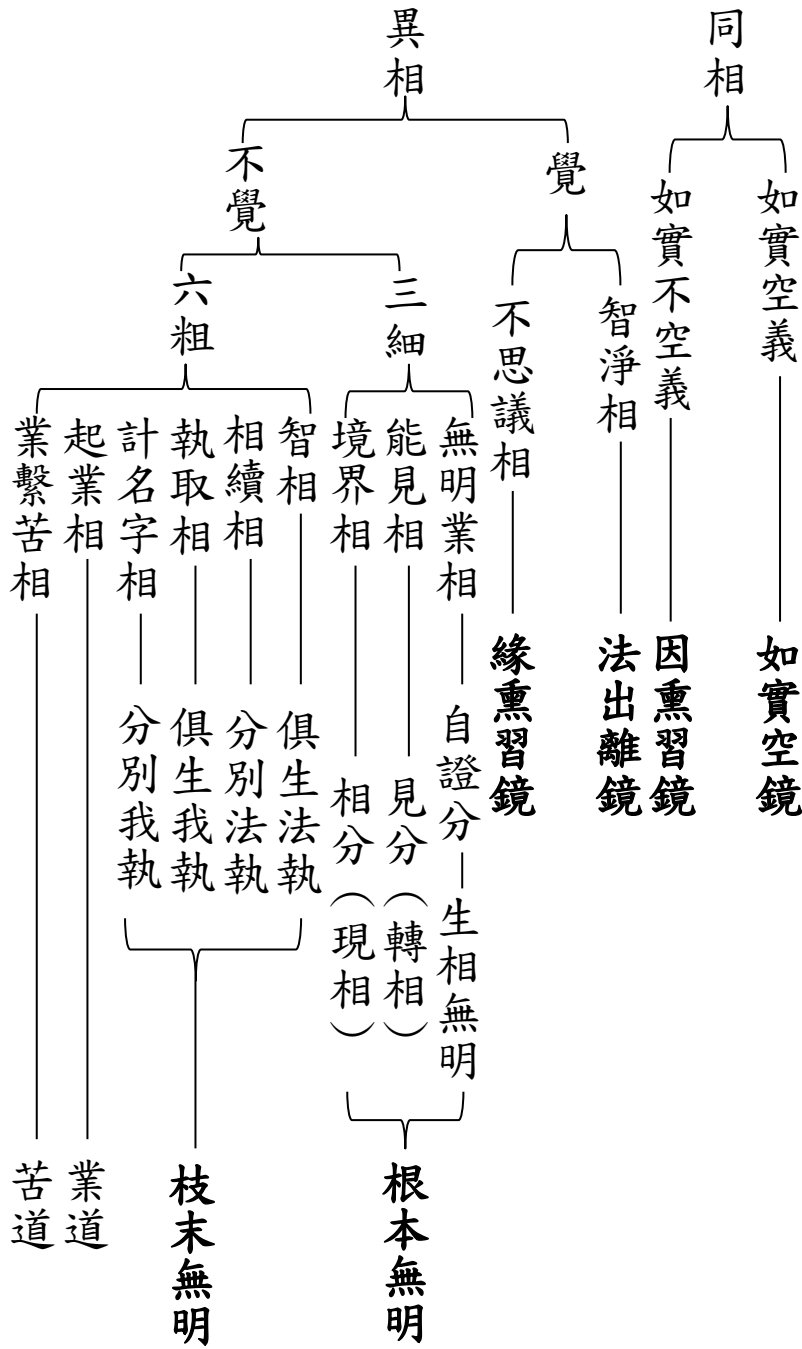 同相
如實空義
如實空鏡
如實不空義
因熏習鏡
異相
覺
智淨相
法出離鏡
不思議相
緣熏習鏡
不覺
三細
無明業相
自證分
生相無明
能見相
見分（轉相）
境界相
相分（現相）
根本無明
六粗
智相
俱生法執
相續相
分別法執
執取相
俱生我執
計名字相
分別我執
枝末無明
起業相
業道
業繫苦相
苦道